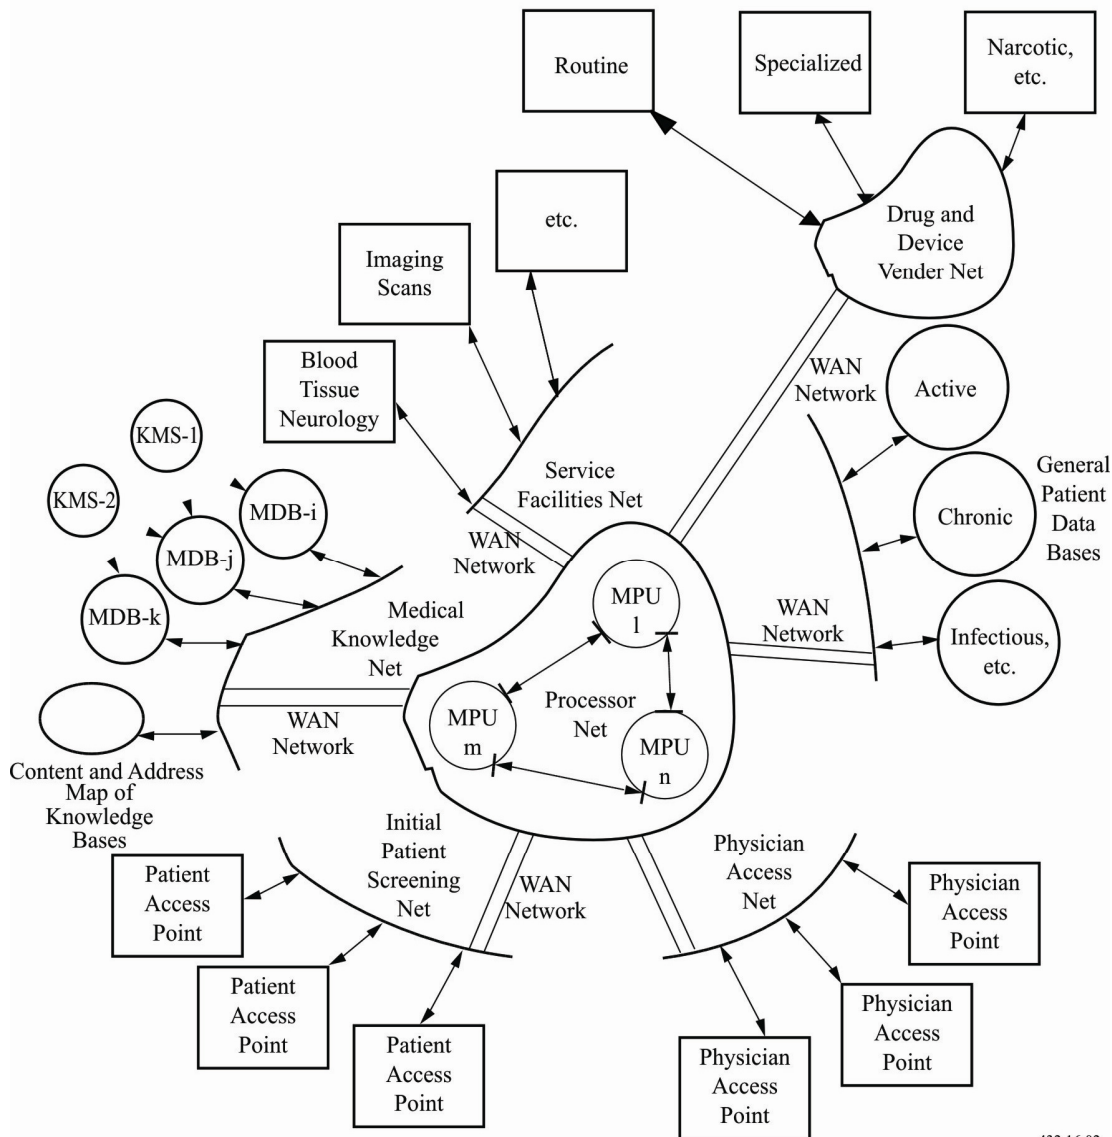 Routine
Specialized
Narcotic,
etc.
etc.
Imaging
Scans
Blood
Tissue
Neurology
Drug and
Device
Vender Net
WAN
Network
Active
General
Patient
Data
Bases
Chronic
Infectious,
etc.
WAN
Network
KMS-1
KMS-2
MDB-i
MDB-j
MDB-k
Service
Facilities Net
WAN
Network
Medical
Knowledge
Net
WAN
Network
MPU
l
Processor
Net
MPU
m
MPU
n
Content and Address
Map of
Knowledge
Bases
Initial
Patient
Screening
Net
WAN
Network
Physician
Access
Net
Patient
Access
Point
Patient
Access
Point
Patient
Access
Point
Physician
Access
Point
Physician
Access
Point
Physician
Access
Point